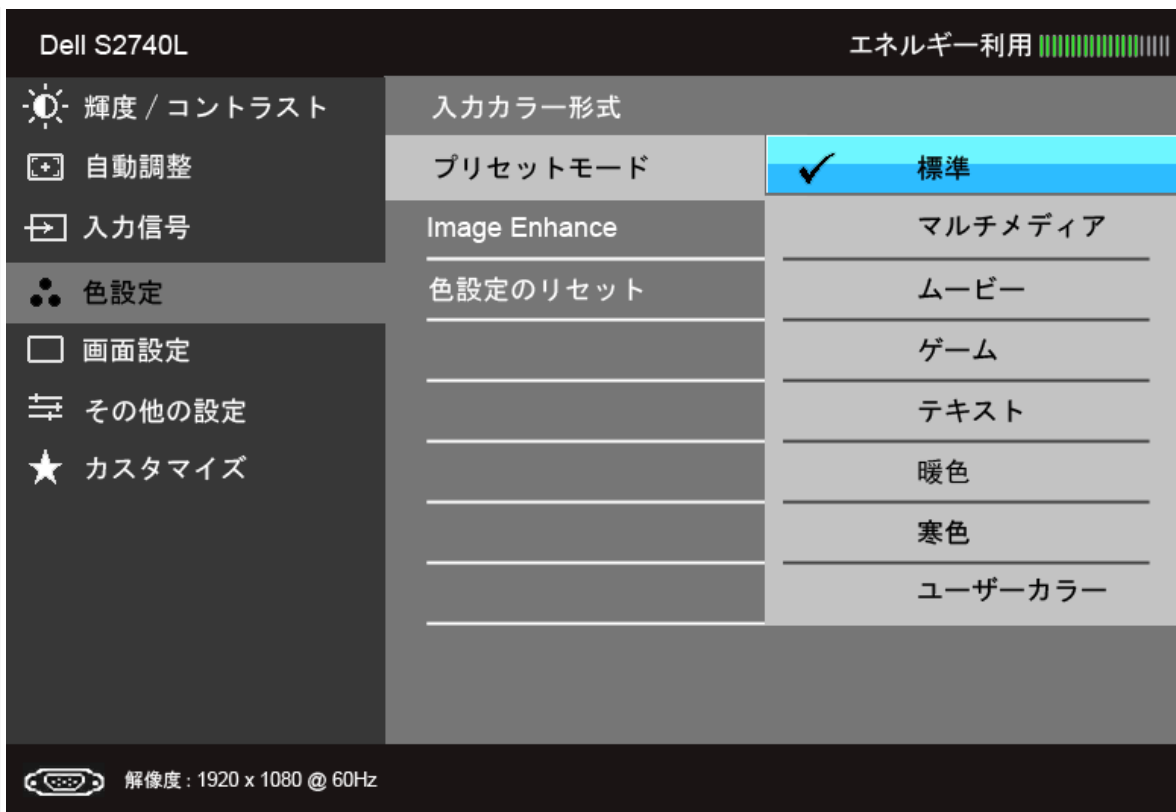 Dell S2740L
エネルギー利用
輝度 / コントラスト
自動調整
入力信号
色設定
画面設定
その他の設定
カスタマイズ
入力カラー形式
プリセットモード
Image Enhance
色設定のリセット
標準
マルチメディア
ムービー
ゲーム
テキスト
暖色
寒色
ユーザーカラー
解像度 : 1920 x 1080 @ 60Hz